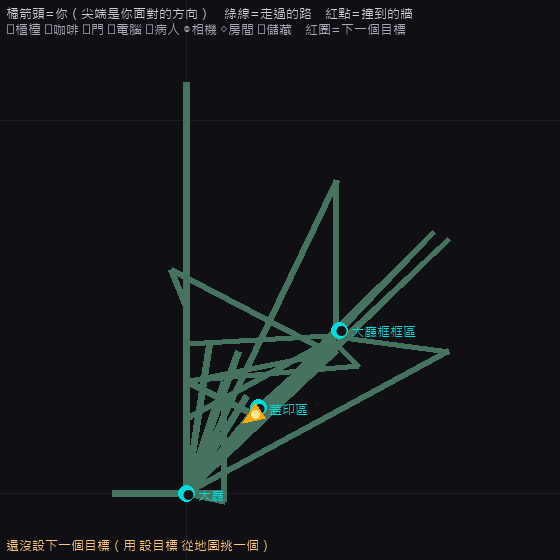 橘箭頭=你（尖端是你面對的方向） 綠線=走過的路 紅點=撞到的牆
櫃檯 咖啡 門 電腦 病人 相機 ◇房間 儲藏 紅圈=下一個目標
大廳框框區
蓋印區
大廳
還沒設下一個目標（用 設目標 從地圖挑一個）